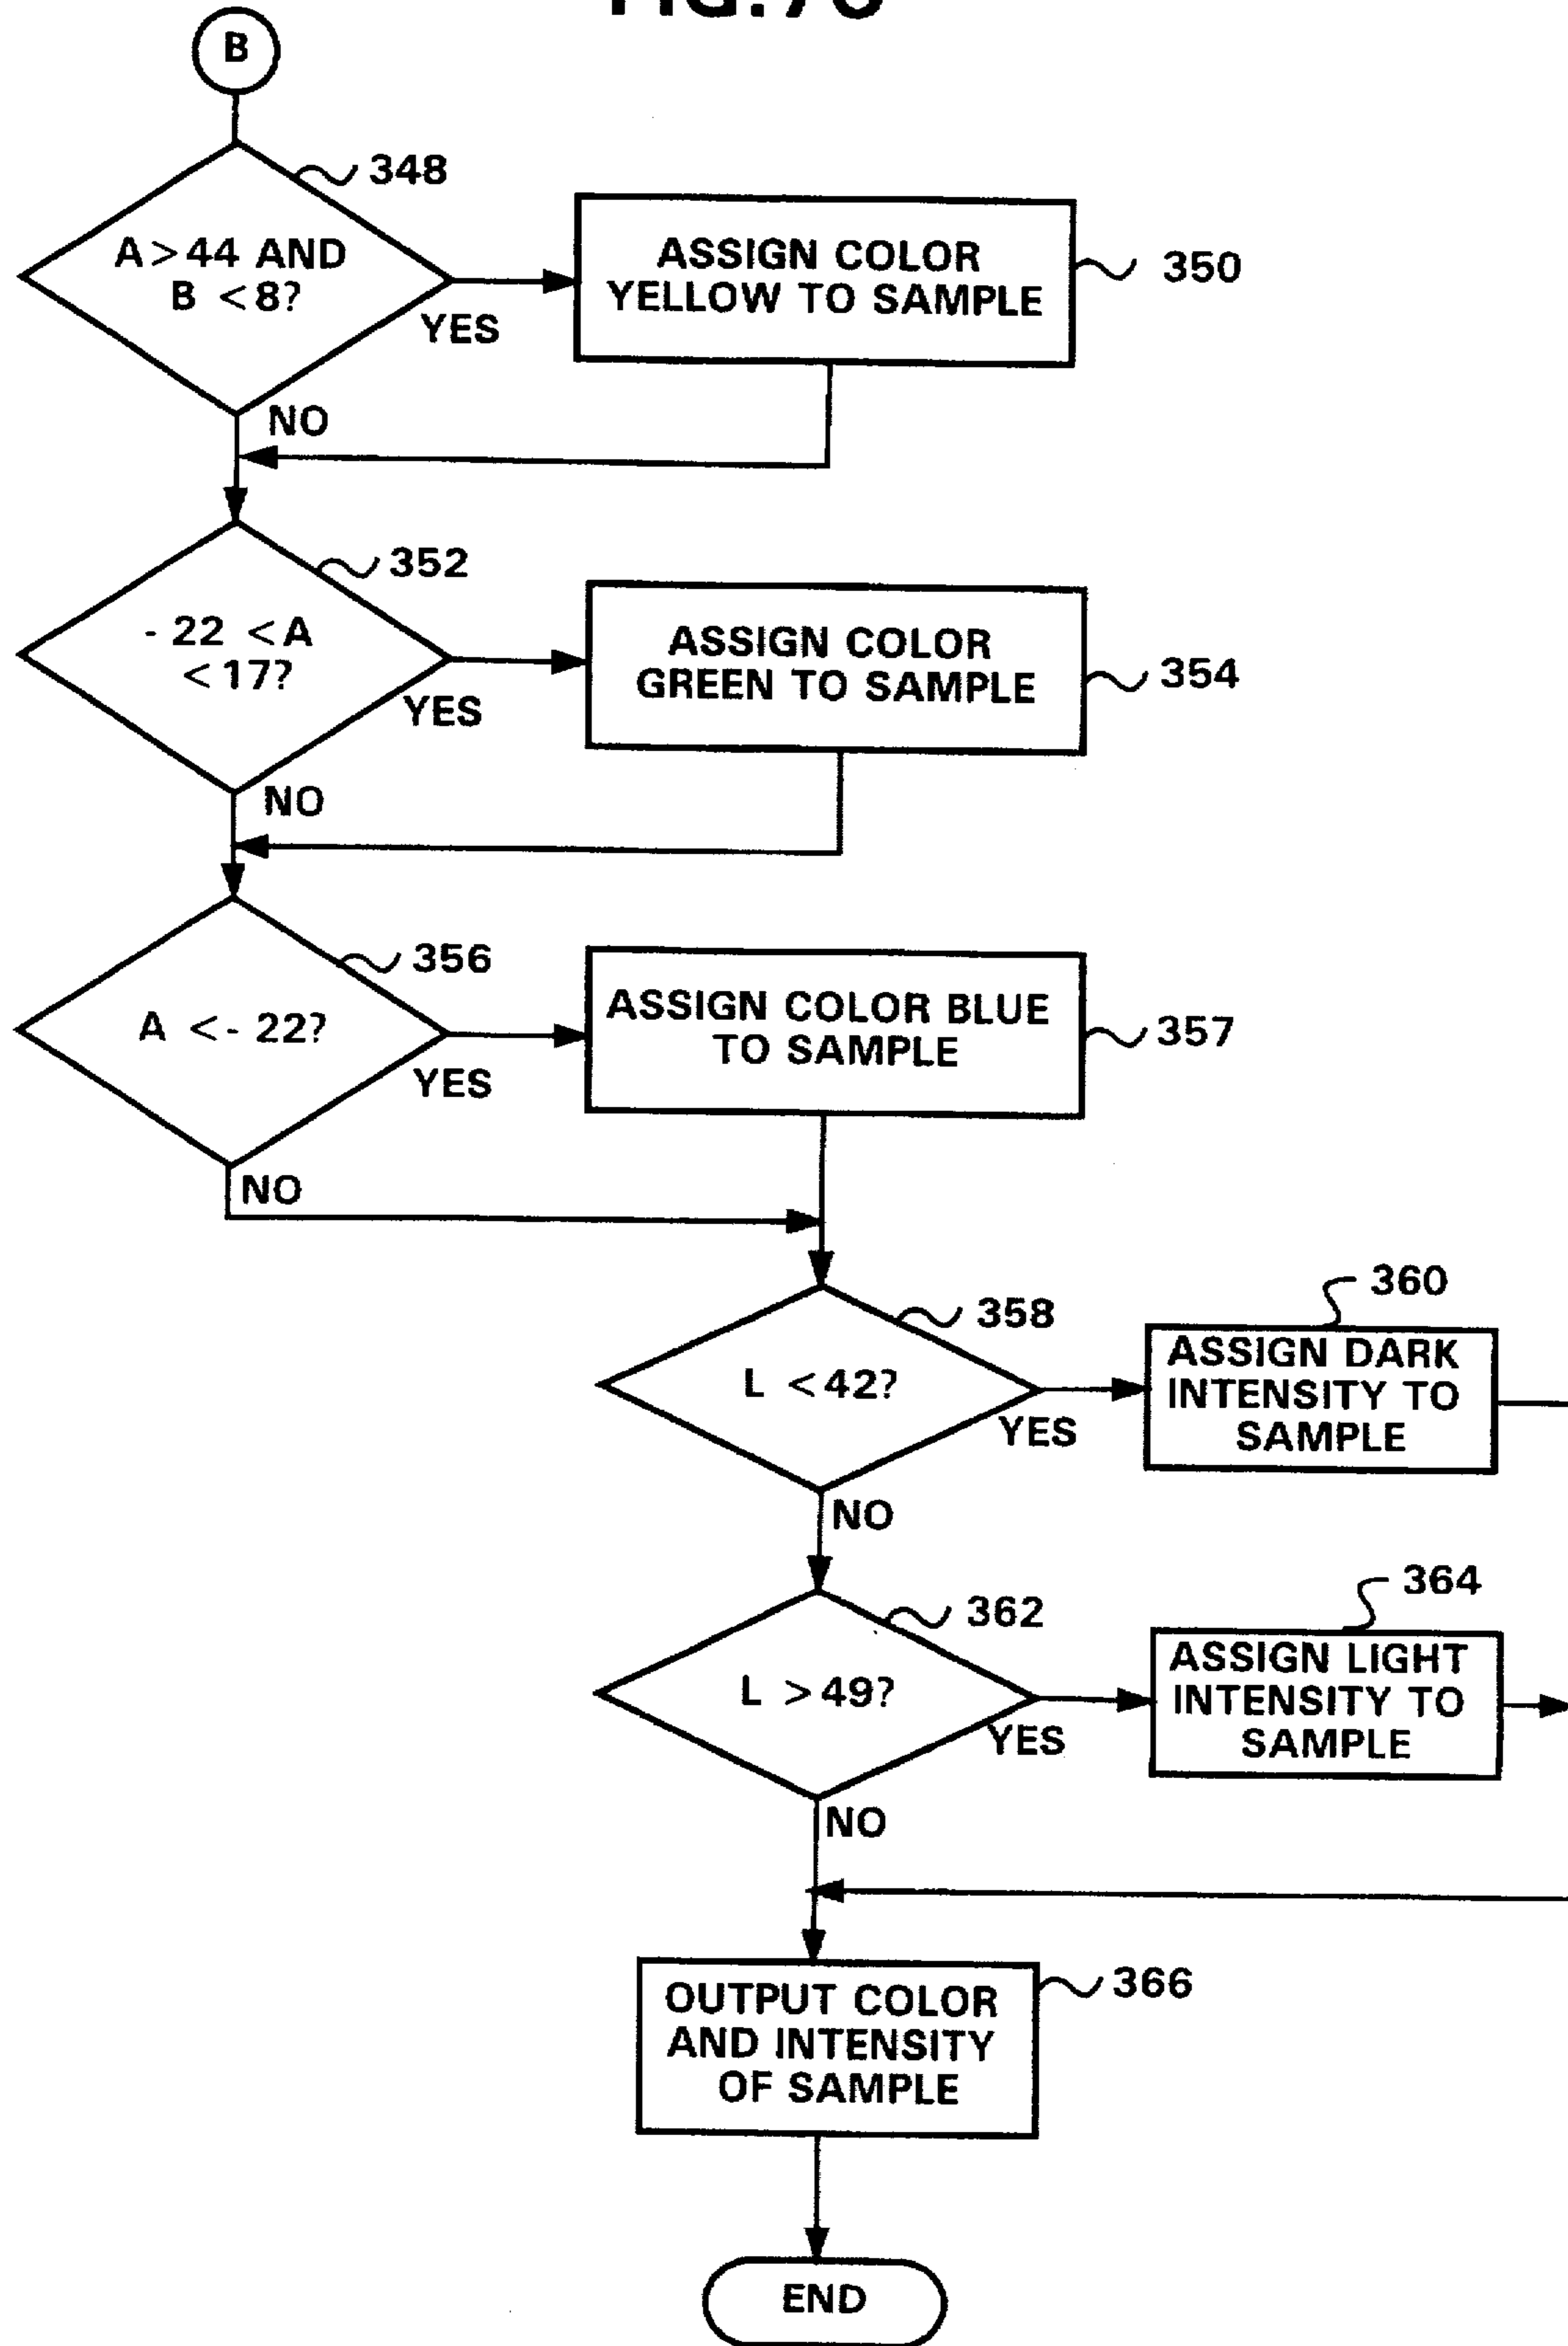 B
348
A > 44 AND
B < 8?
YES
NO
ASSIGN COLOR
YELLOW TO SAMPLE
350
352
- 22 < A
< 17?
YES
NO
ASSIGN COLOR
GREEN TO SAMPLE
354
356
A < - 22?
YES
NO
ASSIGN COLOR BLUE
TO SAMPLE
357
358
L < 42?
YES
NO
360
ASSIGN DARK
INTENSITY TO
SAMPLE
362
L > 49?
YES
NO
364
ASSIGN LIGHT
INTENSITY TO
SAMPLE
366
OUTPUT COLOR
AND INTENSITY
OF SAMPLE
END